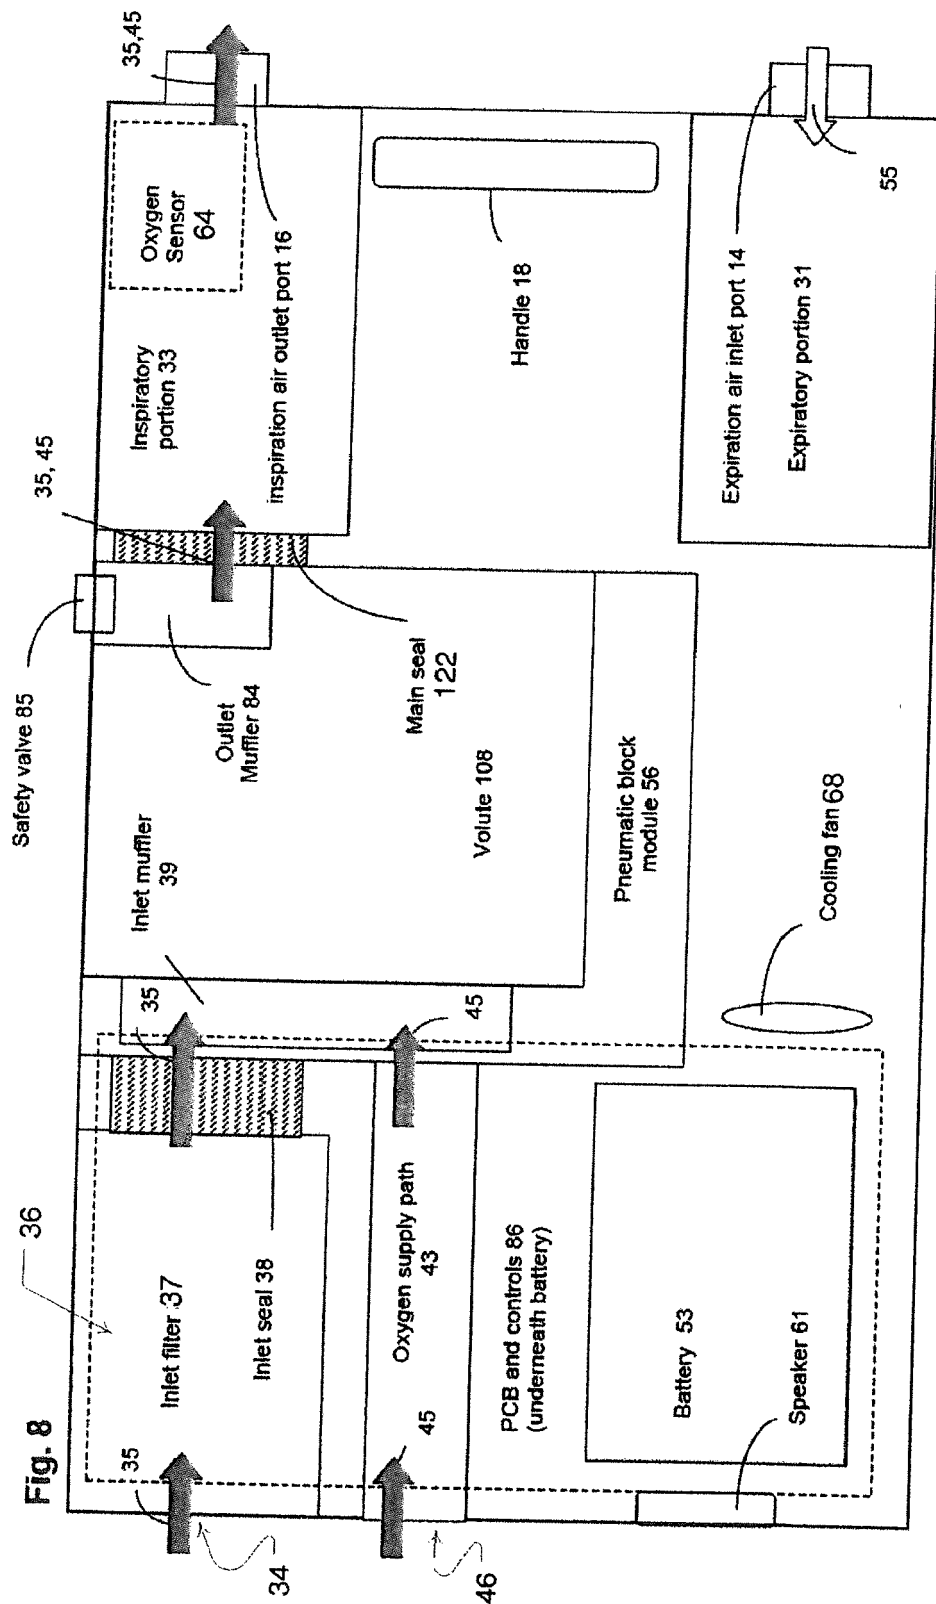 Fig. 8
36
35
34
Inlet filter 37
Inlet seal 38
35
45
46
Oxygen supply path
43
45
PCB and controls 86
(underneath battery)
Battery 53
Speaker 61
Cooling fan 68
Inlet muffler
39
Safety valve 85
Outlet
Muffler 84
Main seal
122
Volute 108
Pneumatic block
module 56
35, 45
Inspiratory
portion 33
Oxygen
Sensor
64
35,45
inspiration air outlet port 16
Handle 18
Expiration air inlet port 14
Expiratory portion 31
55